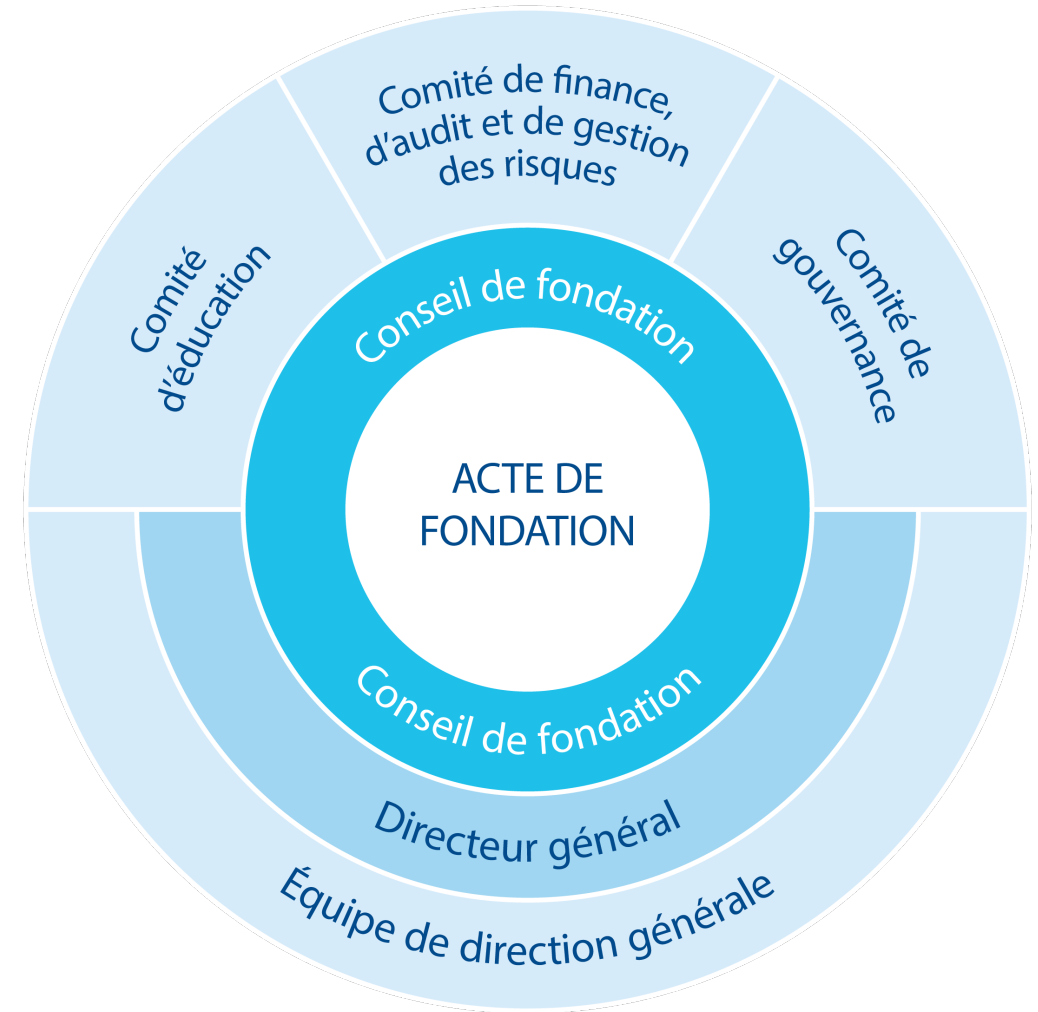 Comité de finance,
d'audit et de gestion
des risques
Comité
d'éducation
Comité de
gouvernance
Conseil de fondation
ACTE DE
FONDATION
Conseil de fondation
Directeur général
Équipe de direction générale